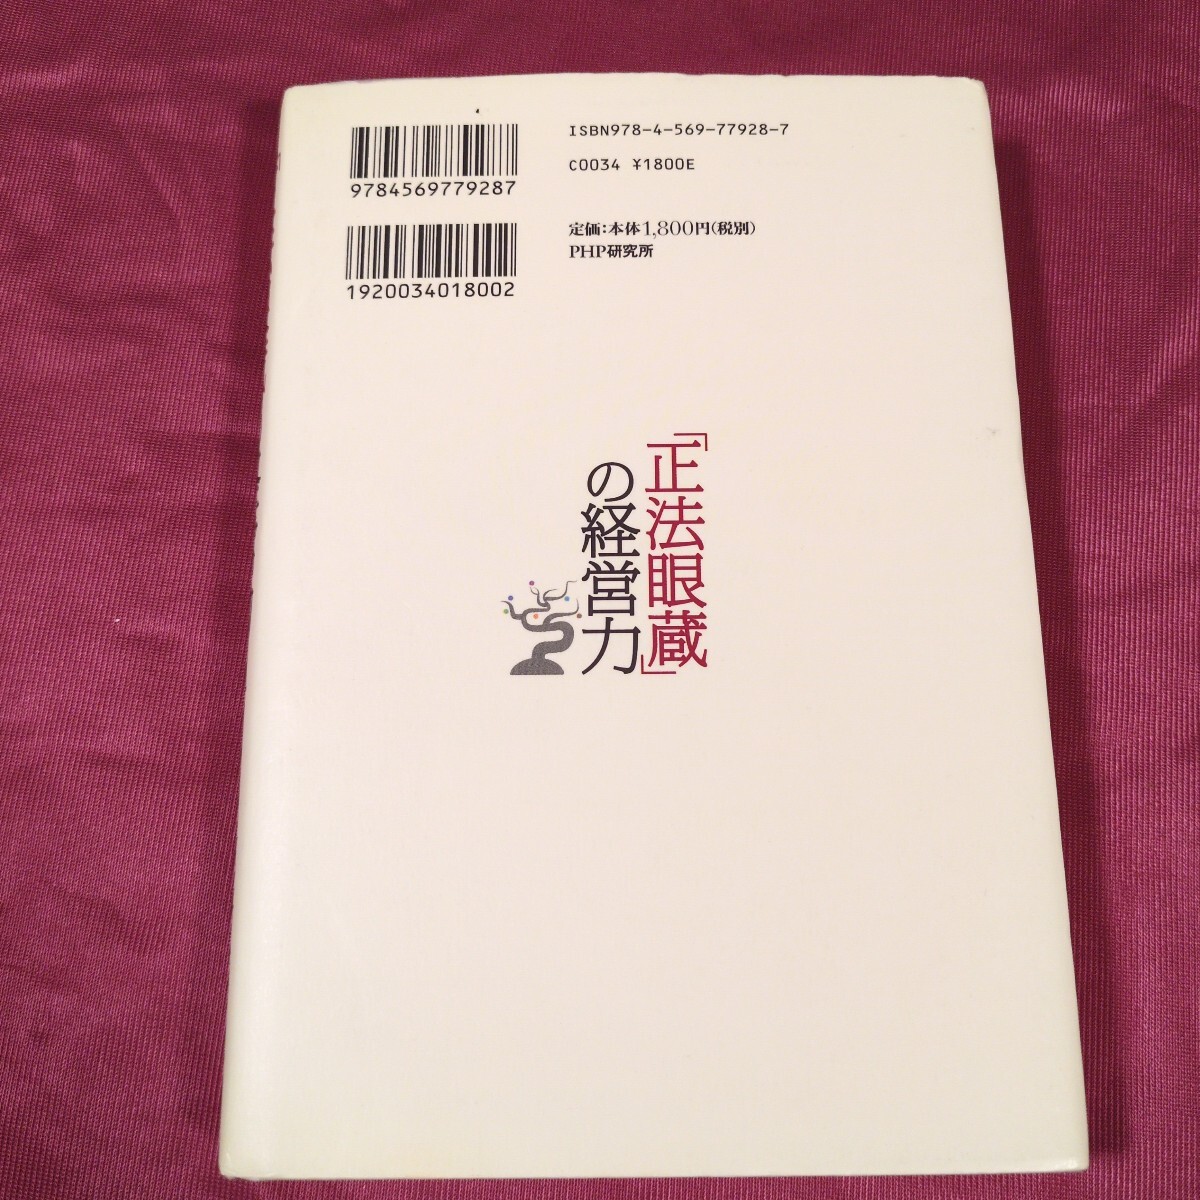 9784569779287
ISBN978-4-569-77928-7
C0034 ¥1800E
1920034018002
定価:本体1,800円(税別)
PHP研究所
「正法眼蔵」
の経営力